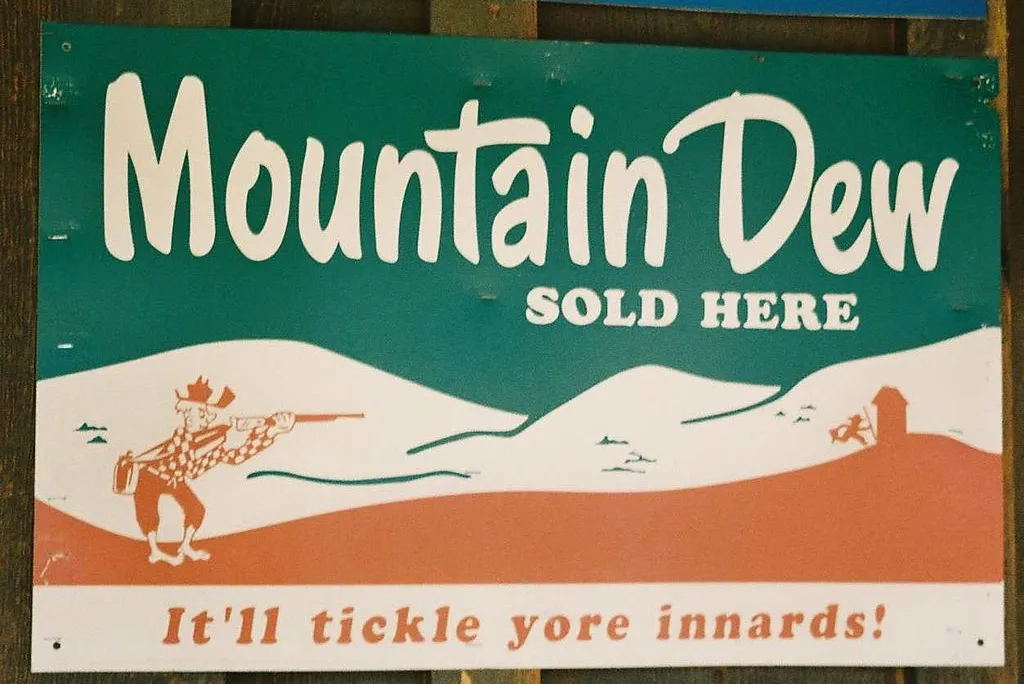 Mountain Dew
SOLD HERE
It'll tickle yore innards!